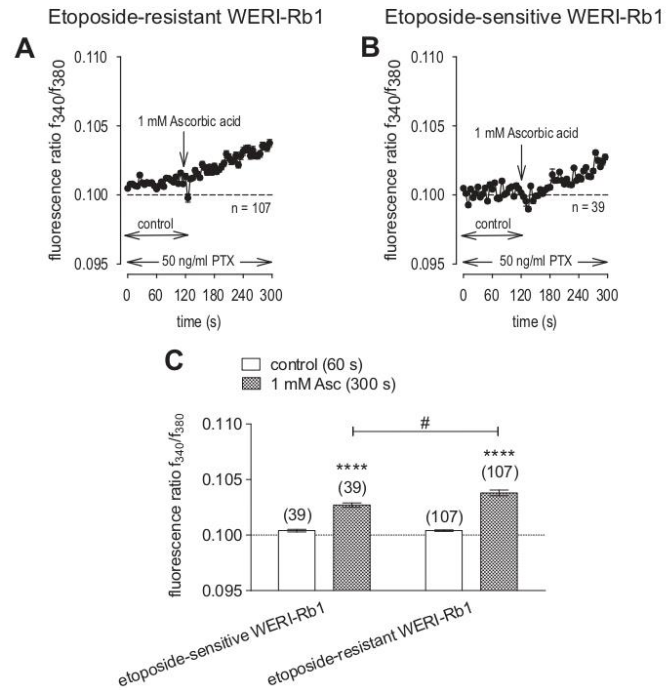 Etoposide-resistant WERI-Rb1
Etoposide-sensitive WERI-Rb1
A
fluorescence ratio f340/f380
0.110
0.105
0.100
0.095
1 mM Ascorbic acid
n = 107
control
50 ng/ml PTX
0 60 120 180 240 300
time (s)
B
fluorescence ratio f340/f380
0.110
0.105
0.100
0.095
1 mM Ascorbic acid
n = 39
control
50 ng/ml PTX
0 60 120 180 240 300
time (s)
C
control (60 s)
1 mM Asc (300 s)
fluorescence ratio f340/f380
0.110
0.105
0.100
0.095
#
**** ****
(39) (39) (107) (107)
etoposide-sensitive WERI-Rb1
etoposide-resistant WERI-Rb1